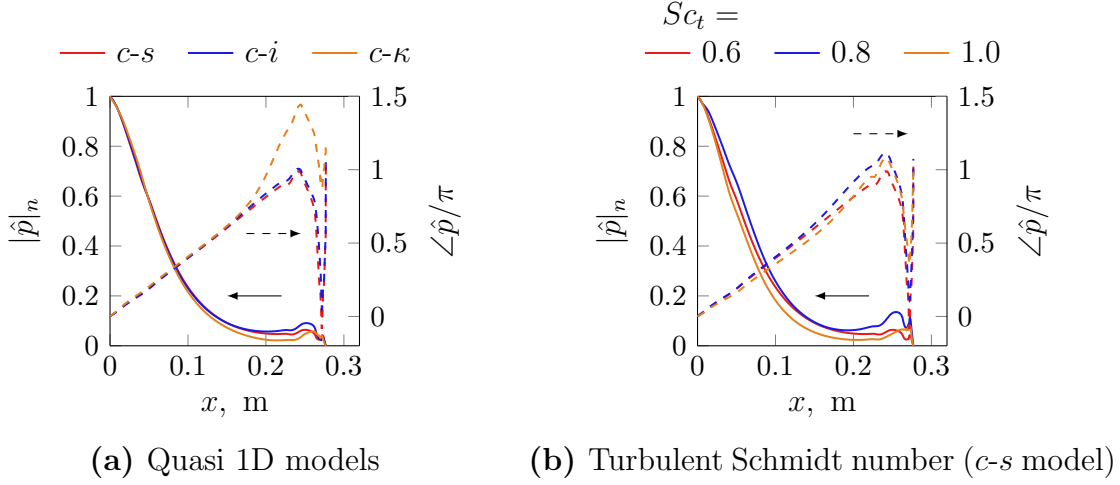 Sc_t =
c-s c-i c-κ
0.6 0.8 1.0
1 1.5
0.8 1
0.6 0.5
0.4 0
0.2
0
|p̂|_n
∠p̂/π
0 0.1 0.2 0.3
x, m
1 1.5
0.8 1
0.6 0.5
0.4 0
0.2
0
|p̂|_n
∠p̂/π
0 0.1 0.2 0.3
x, m
(a) Quasi 1D models
(b) Turbulent Schmidt number (c-s model)